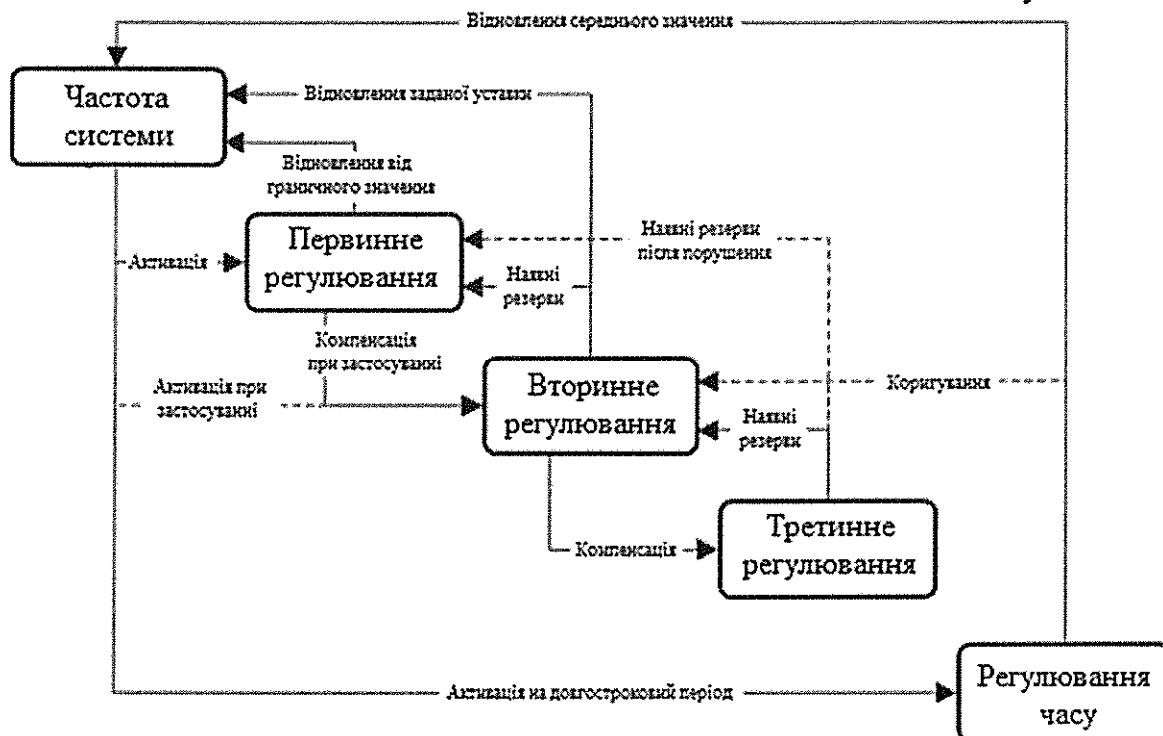 Відновлення середнього значення
Частота
системи
Відновлення заданої уставки
Відновлення від
граничного значення
Первинне
регулювання
Наявні резерви
після порушення
Активація
Наявні
резерви
Компенсація
при застосуванні
Вторинне
регулювання
Активація при
застосуванні
Коригування
Наявні
резерви
Третинне
регулювання
Компенсація
Регулювання
часу
Активація на довгостроковий період